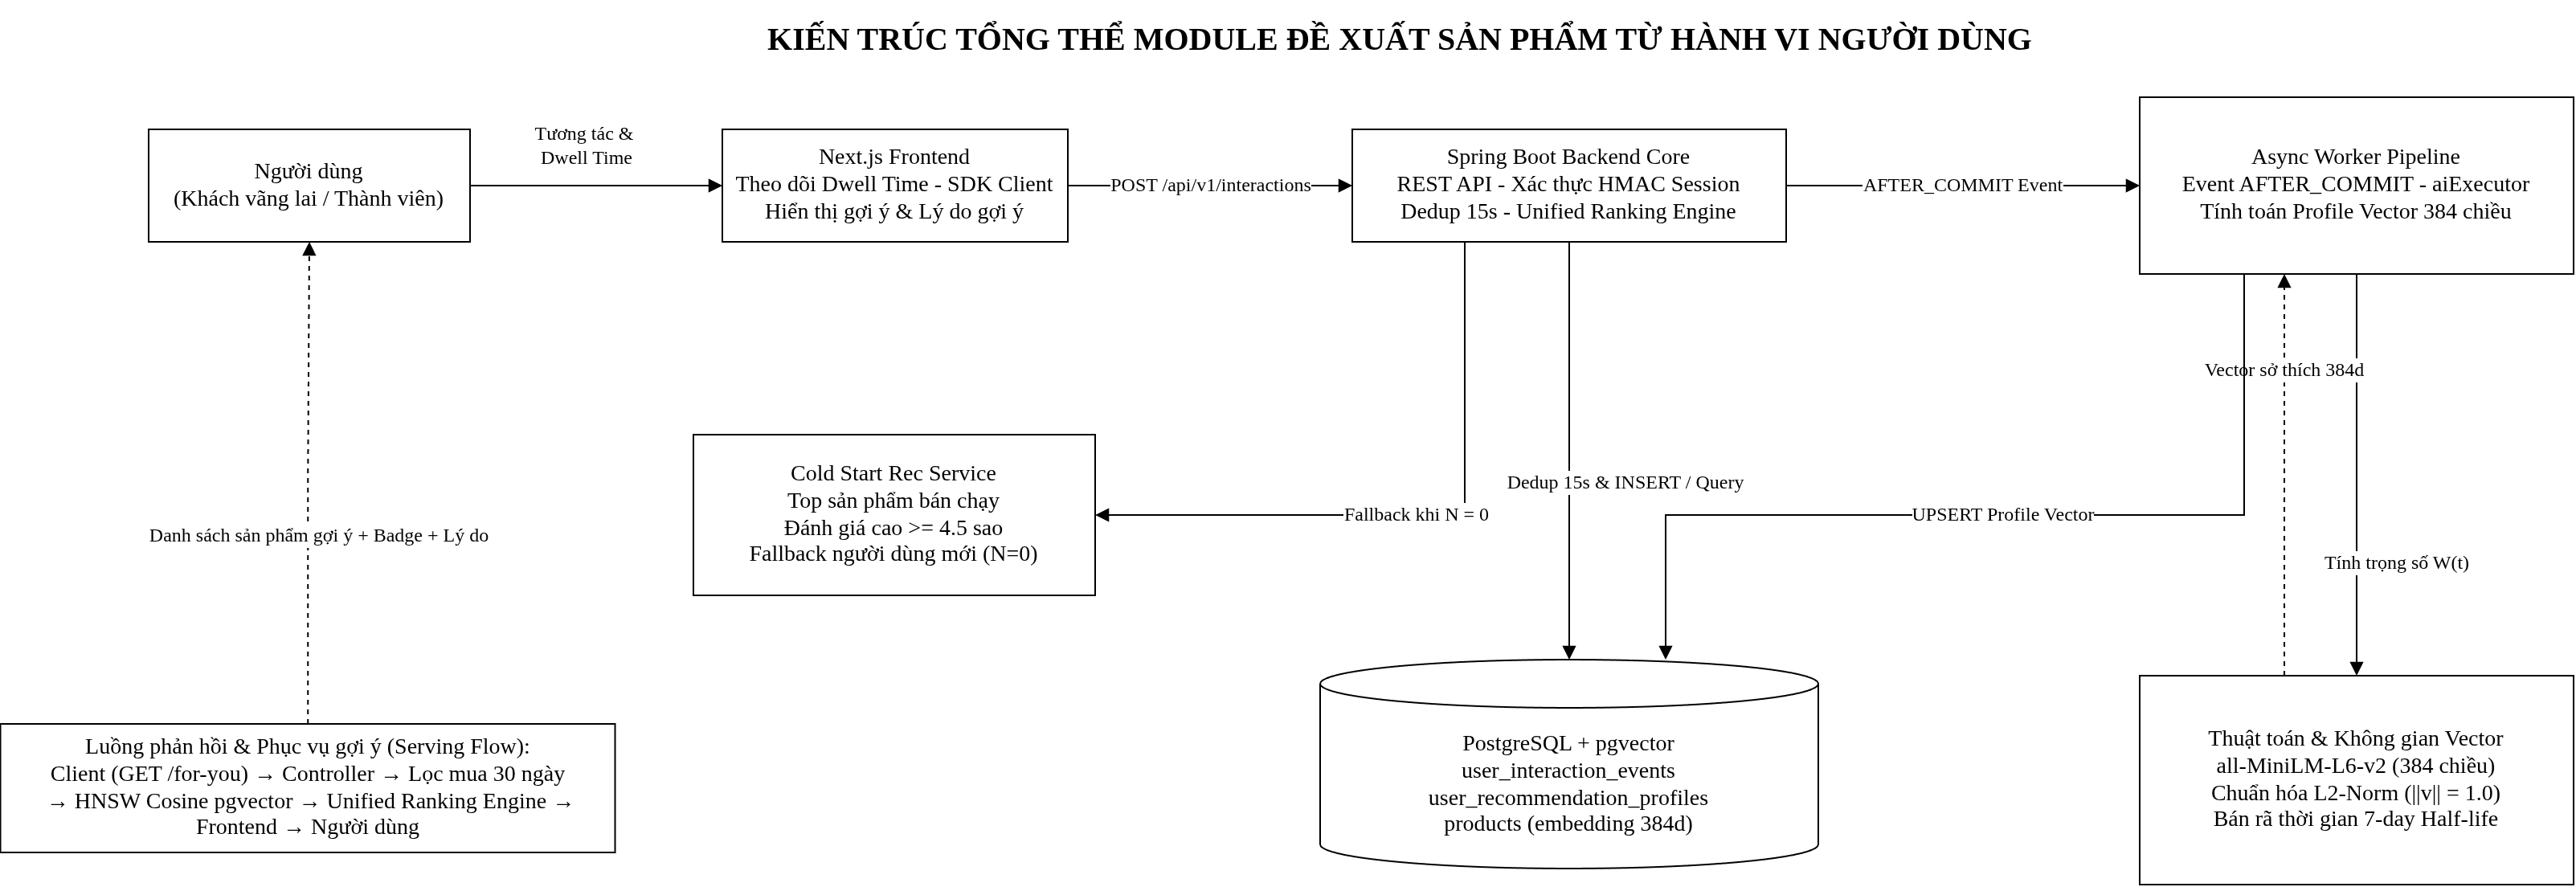 KIẾN TRÚC TỔNG THỂ MODULE ĐỀ XUẤT SẢN PHẨM TỪ HÀNH VI NGƯỜI DÙNG
Người dùng
(Khách vãng lai / Thành viên)
Tương tác &
Dwell Time
Next.js Frontend
Theo dõi Dwell Time - SDK Client
Hiển thị gợi ý & Lý do gợi ý
POST /api/v1/interactions
Spring Boot Backend Core
REST API - Xác thực HMAC Session
Dedup 15s - Unified Ranking Engine
AFTER_COMMIT Event
Async Worker Pipeline
Event AFTER_COMMIT - aiExecutor
Tính toán Profile Vector 384 chiều
Vector sở thích 384d
Cold Start Rec Service
Top sản phẩm bán chạy
Đánh giá cao >= 4.5 sao
Fallback người dùng mới (N=0)
Fallback khi N = 0
Dedup 15s & INSERT / Query
UPSERT Profile Vector
Tính trọng số W(t)
Danh sách sản phẩm gợi ý + Badge + Lý do
Luồng phản hồi & Phục vụ gợi ý (Serving Flow):
Client (GET /for-you) → Controller → Lọc mua 30 ngày
→ HNSW Cosine pgvector → Unified Ranking Engine →
Frontend → Người dùng
PostgreSQL + pgvector
user_interaction_events
user_recommendation_profiles
products (embedding 384d)
Thuật toán & Không gian Vector
all-MiniLM-L6-v2 (384 chiều)
Chuẩn hóa L2-Norm (||v|| = 1.0)
Bán rã thời gian 7-day Half-life